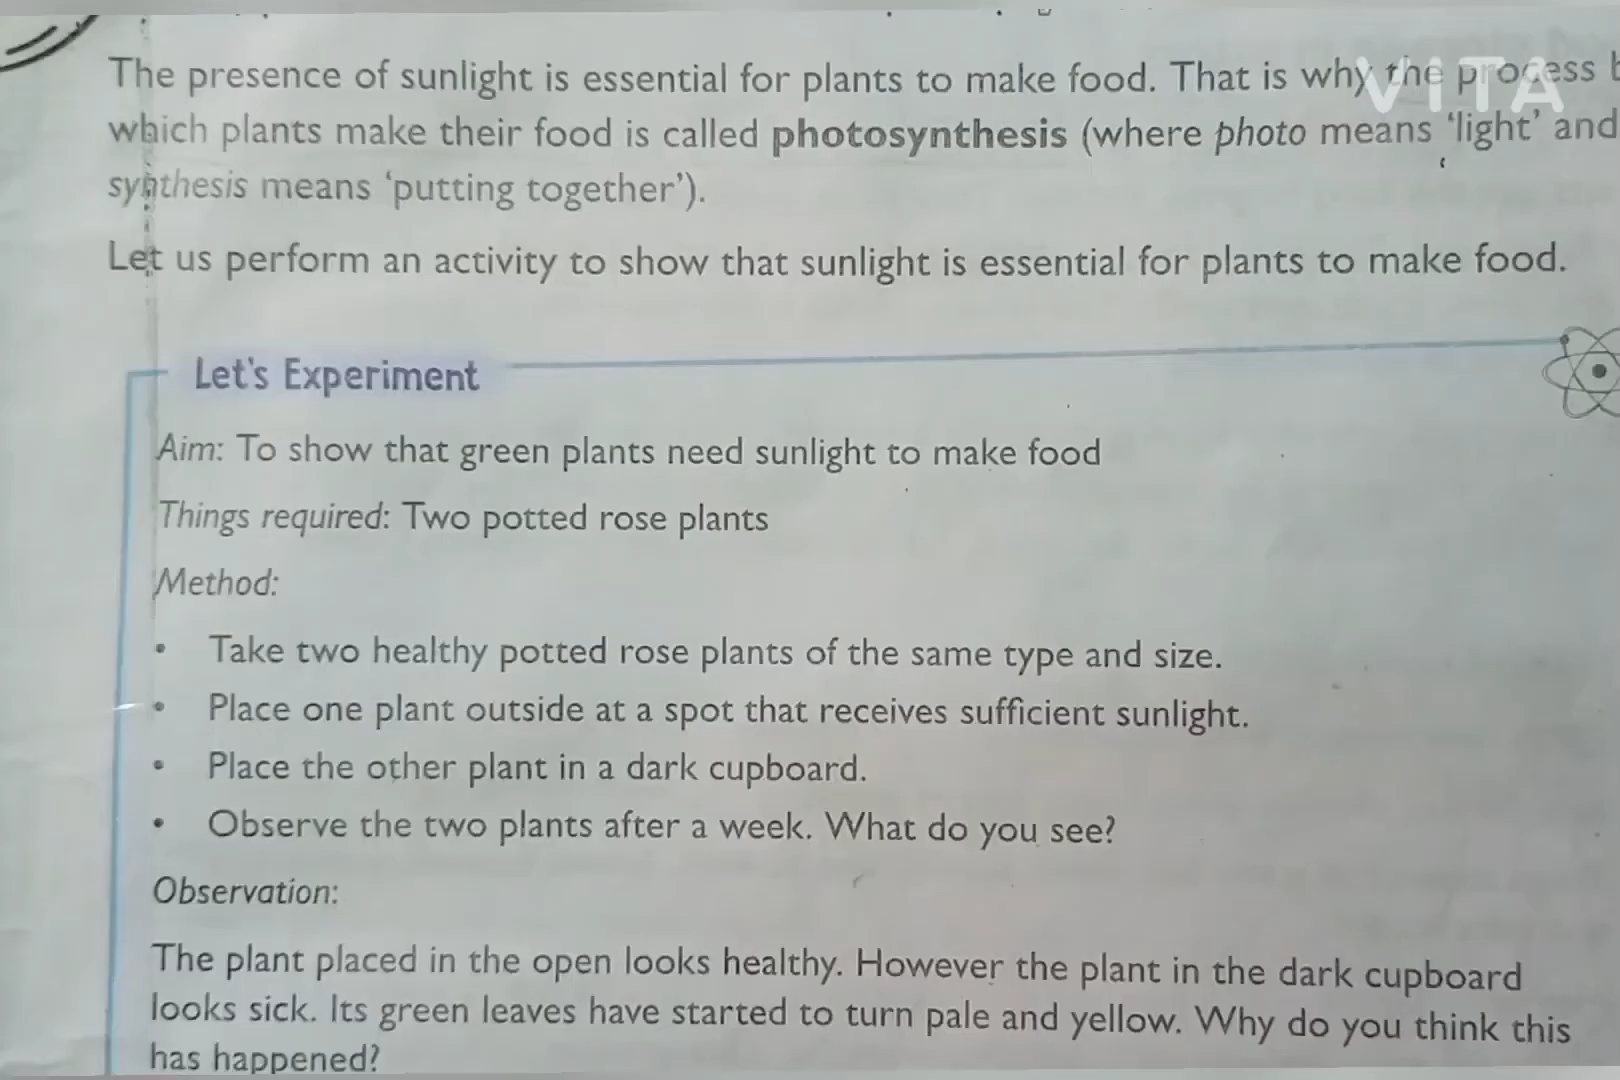 The presence of sunlight is essential for plants to make food. That is why the process
which plants make their food is called photosynthesis (where photo means 'light' and
synthesis means 'putting together').
Let us perform an activity to show that sunlight is essential for plants to make food.
Let's Experiment
Aim: To show that green plants need sunlight to make food
Things required: Two potted rose plants
Method:
• Take two healthy potted rose plants of the same type and size.
• Place one plant outside at a spot that receives sufficient sunlight.
• Place the other plant in a dark cupboard.
• Observe the two plants after a week. What do you see?
Observation:
The plant placed in the open looks healthy. However the plant in the dark cupboard
looks sick. Its green leaves have started to turn pale and yellow. Why do you think this
has happened?
VITA